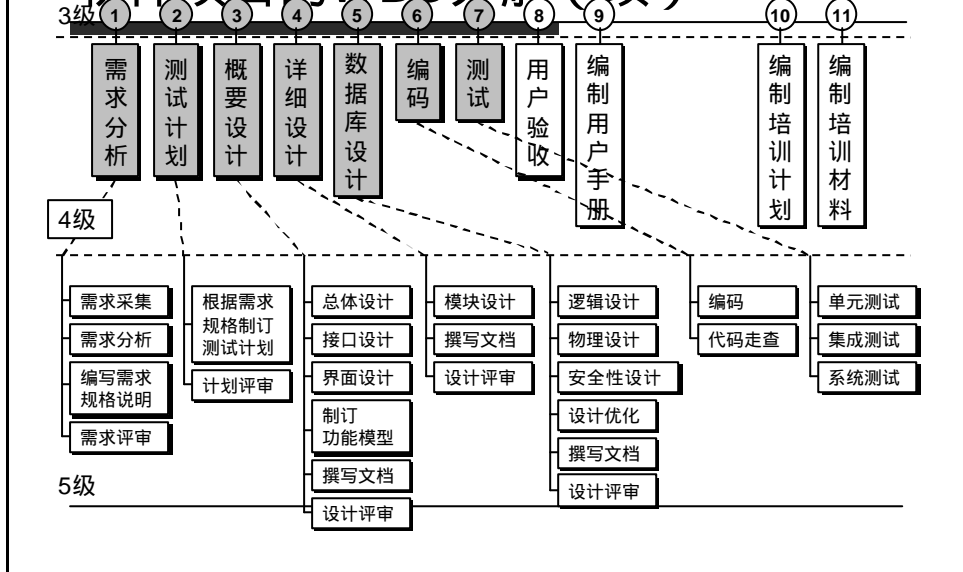 3级
1 2 3 4 5 6 7 8 9 10 11
需求分析
测试计划
概要设计
详细设计
数据库设计
编码
测试
用户验收
编制用户手册
编制培训计划
编制培训材料
4级
需求采集
需求分析
编写需求
规格说明
需求评审
根据需求
规格制订
测试计划
计划评审
总体设计
接口设计
界面设计
制订
功能模型
撰写文档
设计评审
模块设计
撰写文档
设计评审
逻辑设计
物理设计
安全性设计
设计优化
撰写文档
设计评审
编码
代码走查
单元测试
集成测试
系统测试
5级